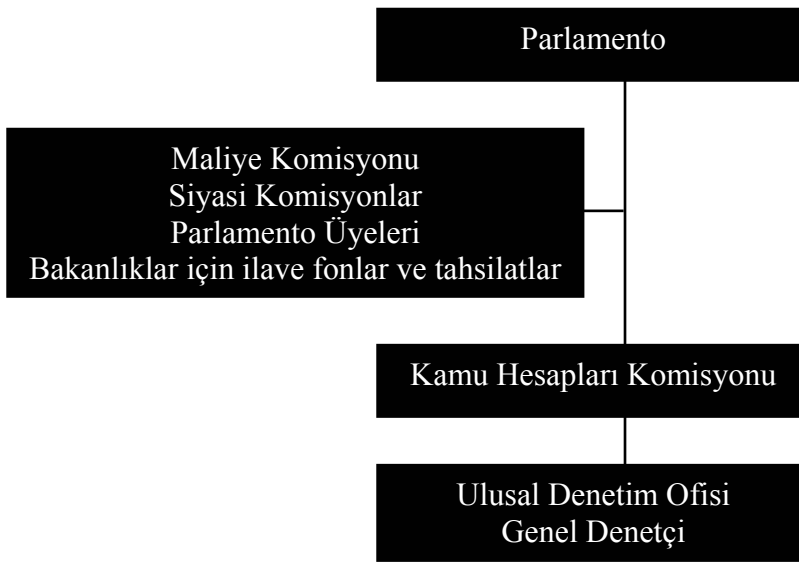 Parlamento
Maliye Komisyonu
Siyasi Komisyonlar
Parlamento Üyeleri
Bakanlıklar için ilave fonlar ve tahsilatlar
Kamu Hesapları Komisyonu
Ulusal Denetim Ofisi
Genel Denetçi